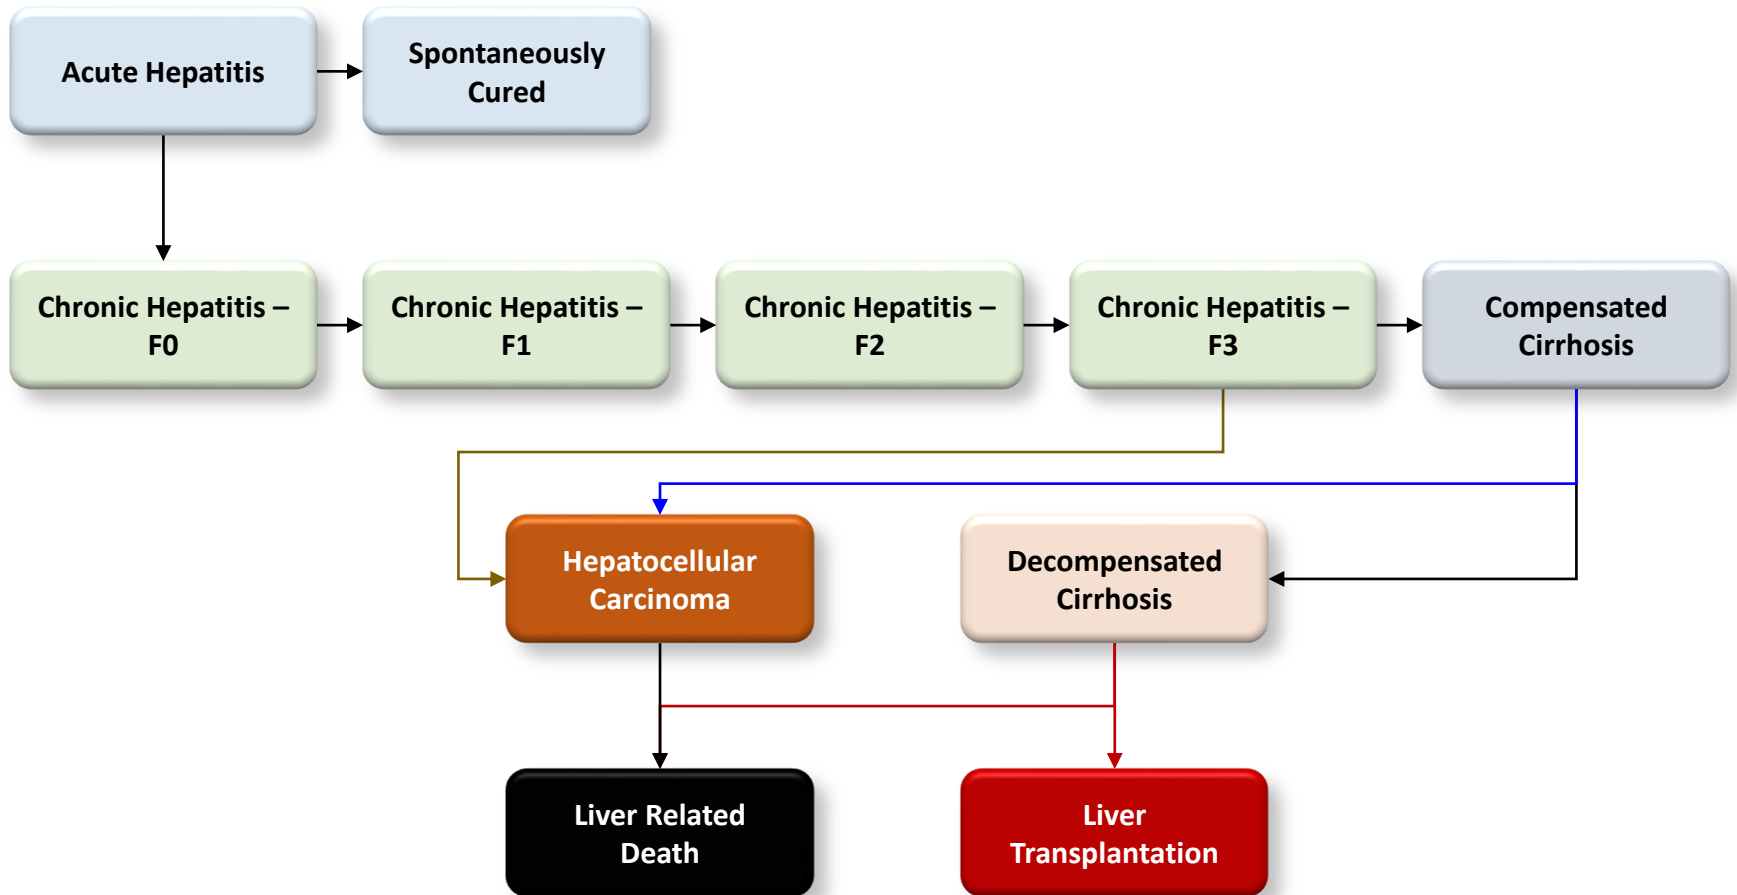 Acute Hepatitis
Spontaneously
Cured
Chronic Hepatitis –
F0
Chronic Hepatitis –
F1
Chronic Hepatitis –
F2
Chronic Hepatitis –
F3
Compensated
Cirrhosis
Hepatocellular
Carcinoma
Decompensated
Cirrhosis
Liver Related
Death
Liver
Transplantation